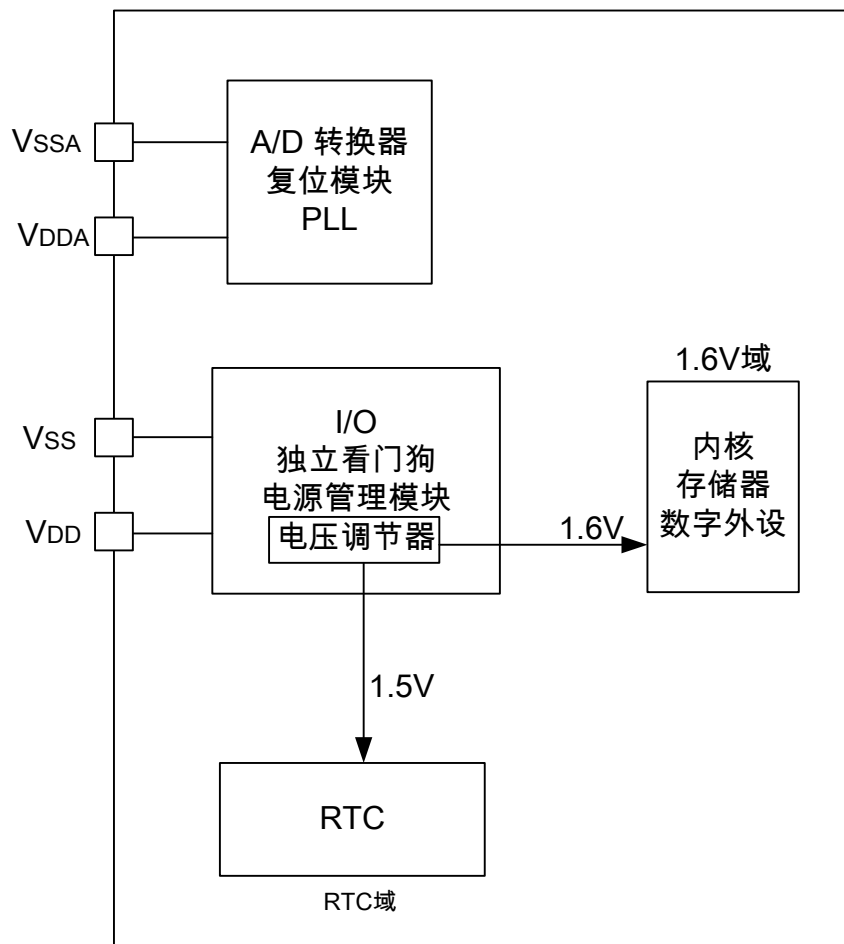 VSSA
A/D 转换器
复位模块
PLL
VDDA
1.6V域
VSS
I/O
独立看门狗
电源管理模块
电压调节器
VDD
1.6V
内核
存储器
数字外设
1.5V
RTC
RTC域